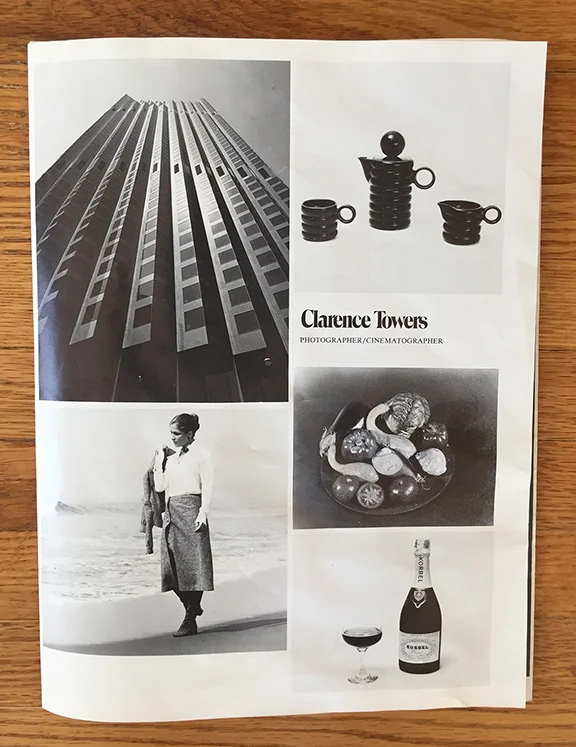 Clarence Towers
PHOTOGRAPHER/CINEMATOGRAPHER
KORBEL
KORBEL